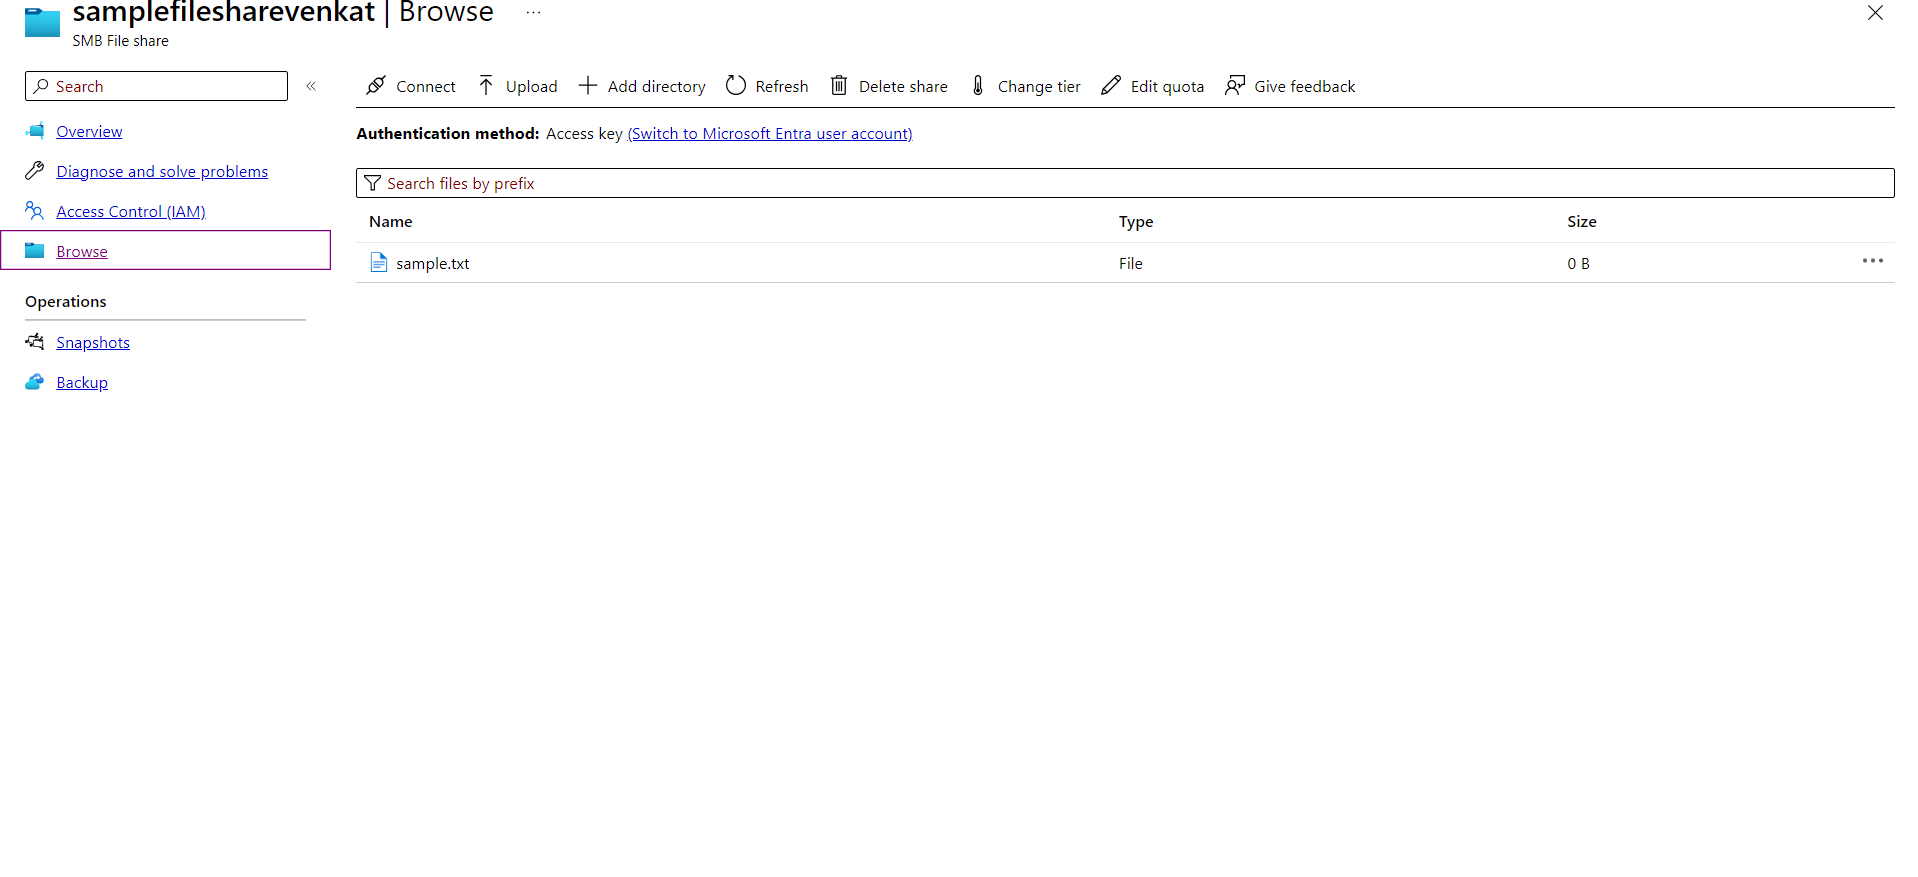 samplefilesharevenkat | Browse ...
SMB File share
Search
Overview
Diagnose and solve problems
Access Control (IAM)
Browse
Operations
Snapshots
Backup
Connect Upload Add directory Refresh Delete share Change tier Edit quota Give feedback
Authentication method: Access key (Switch to Microsoft Entra user account)
Search files by prefix
Name Type Size
sample.txt File 0 B